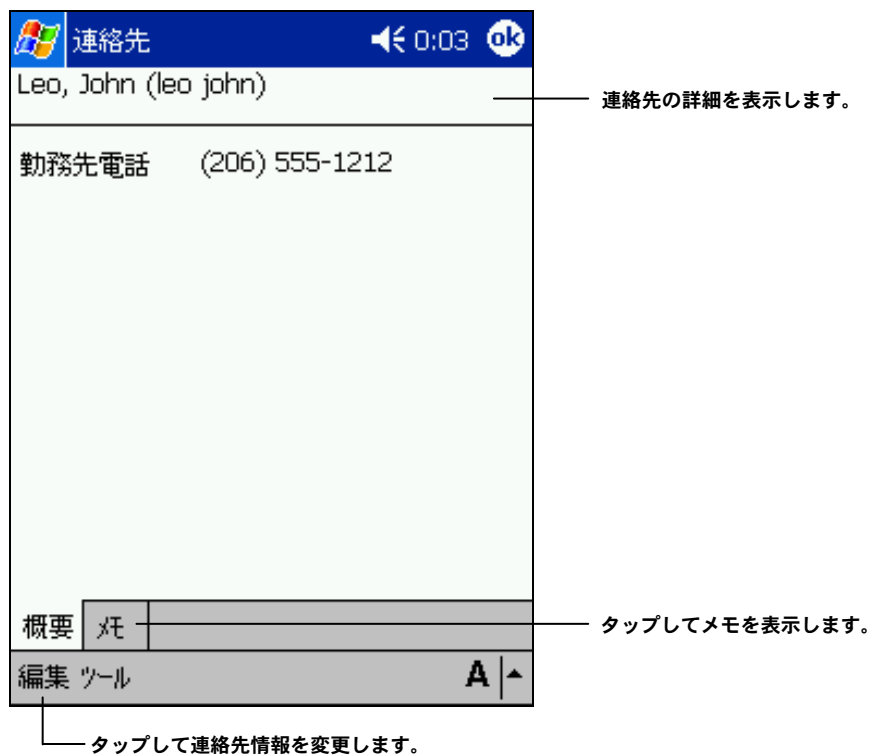 連絡先 0:03 ok
Leo, John (leo john)
連絡先の詳細を表示します。
勤務先電話 (206) 555-1212
概要 メモ
タップしてメモを表示します。
編集 ツール A
タップして連絡先情報を変更します。